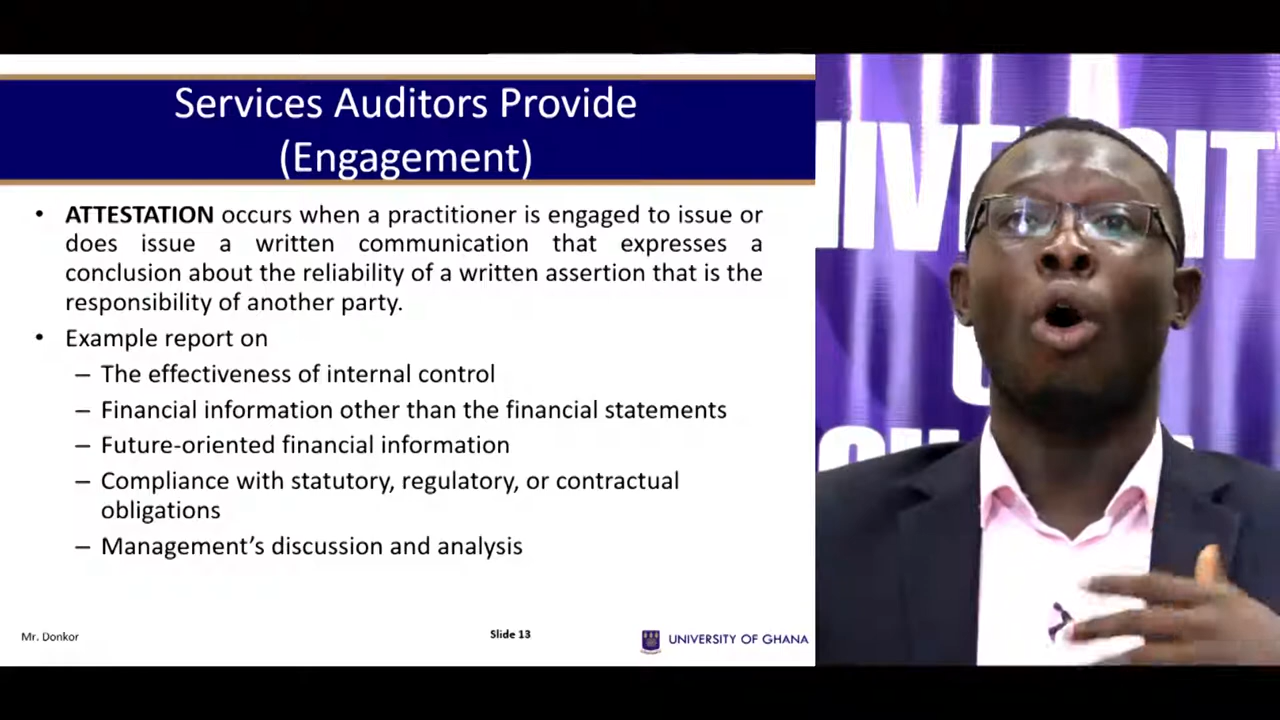 Services Auditors Provide
(Engagement)
• ATTESTATION occurs when a practitioner is engaged to issue or
does issue a written communication that expresses a
conclusion about the reliability of a written assertion that is the
responsibility of another party.
• Example report on
– The effectiveness of internal control
– Financial information other than the financial statements
– Future-oriented financial information
– Compliance with statutory, regulatory, or contractual
obligations
– Management's discussion and analysis
Mr. Donkor
Slide 13
UNIVERSITY OF GHANA